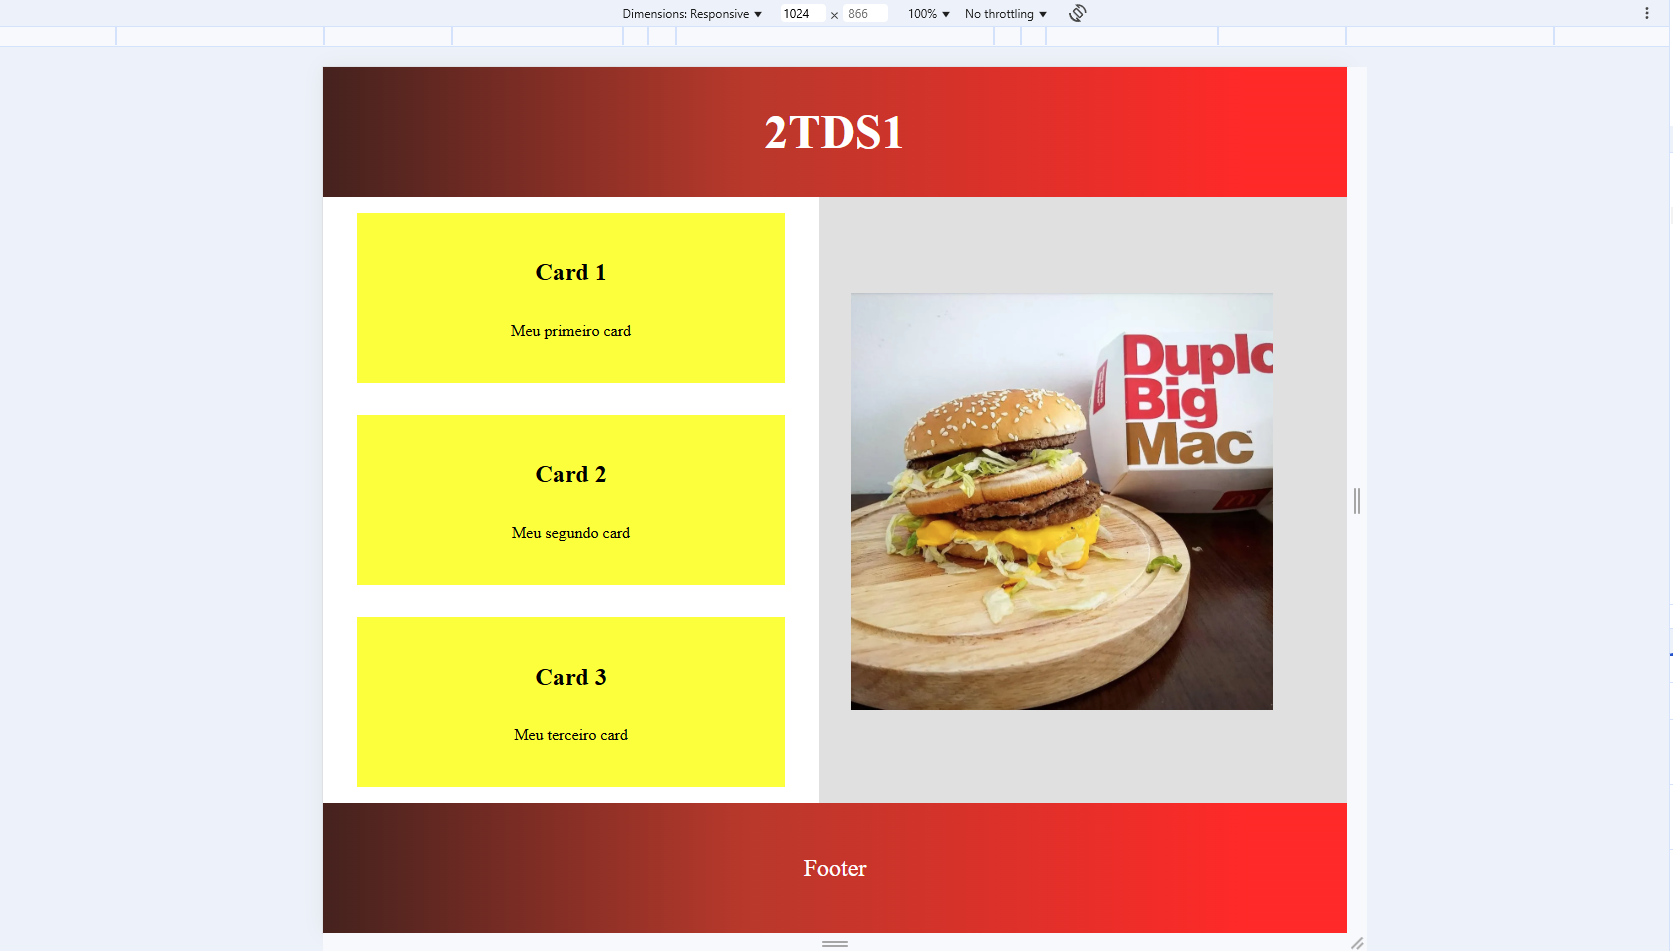 Dimensions: Responsive 1024 × 866 100% No throttling
2TDS1
Card 1
Meu primeiro card
Card 2
Meu segundo card
Card 3
Meu terceiro card
Duplo
Big
Mac
Footer